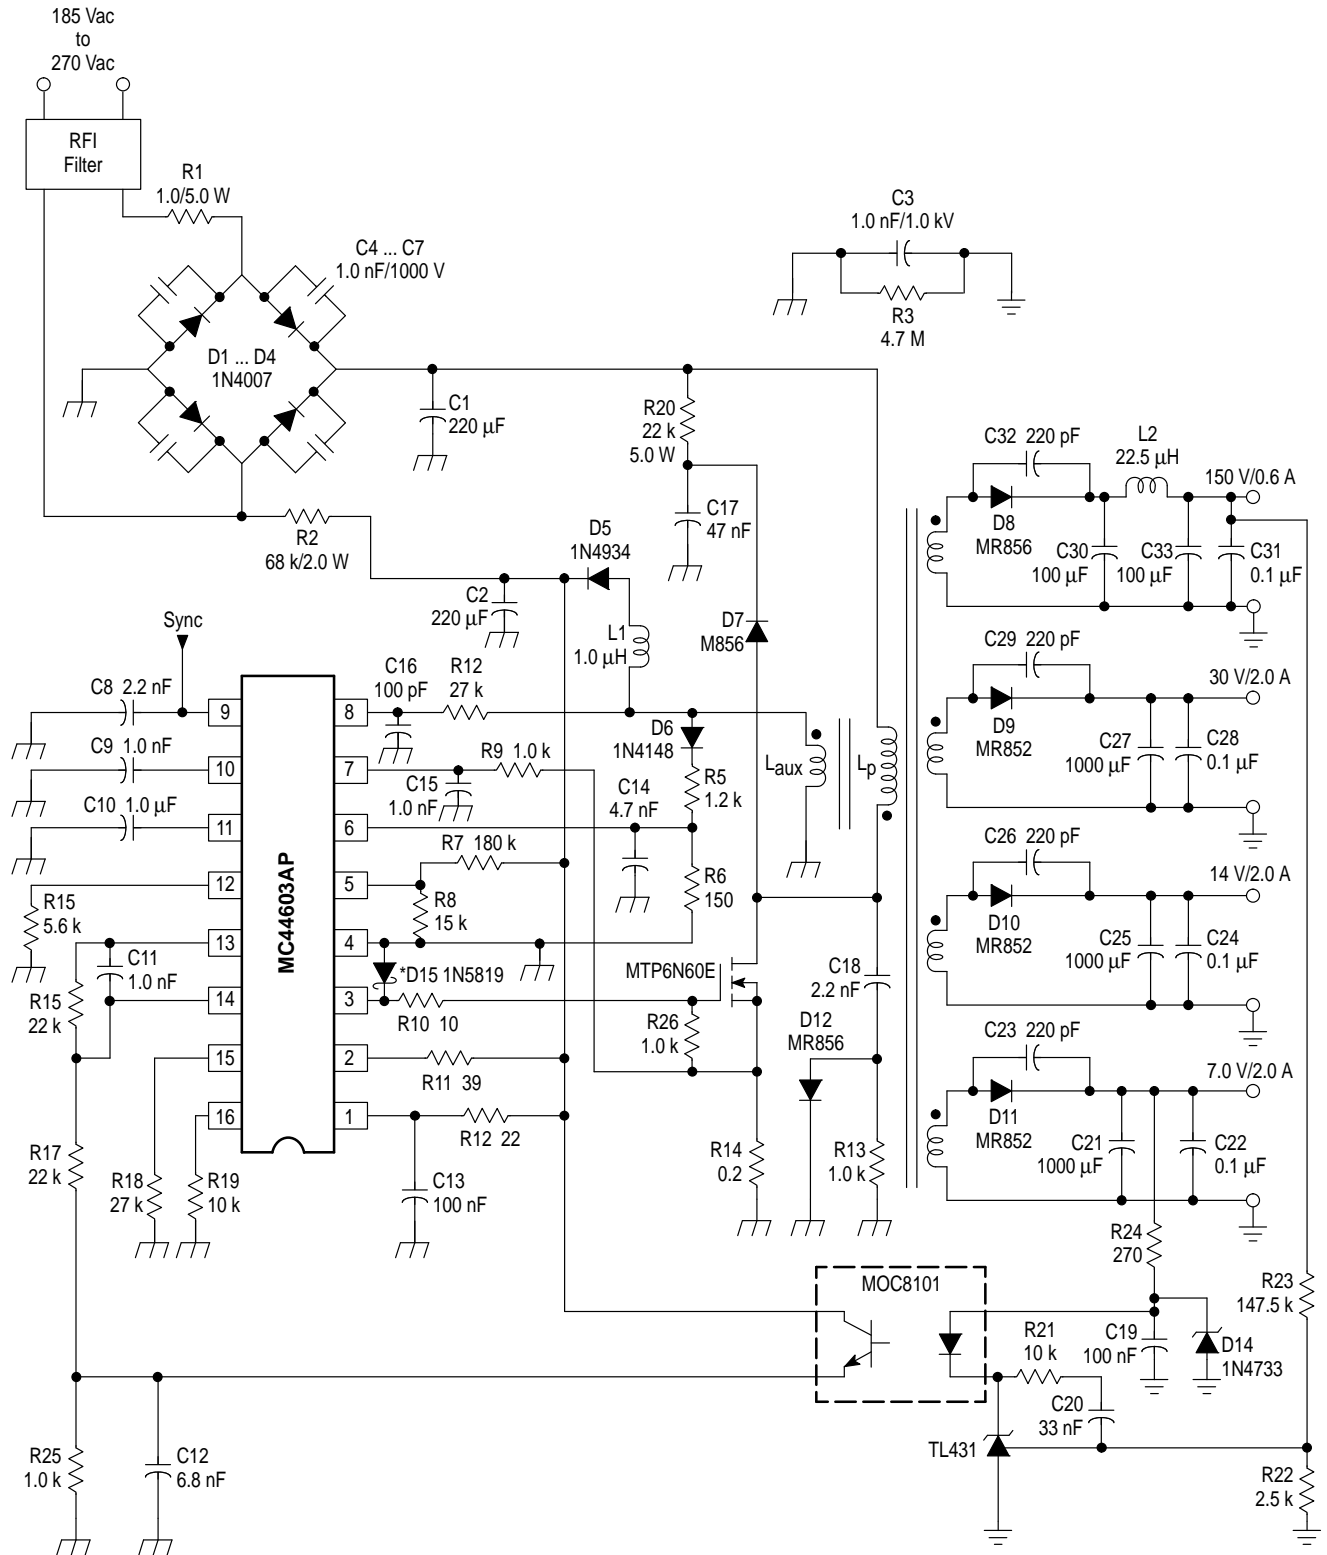 185 Vac
to
270 Vac
RFI
Filter
R1
1.0/5.0 W
C4 ... C7
1.0 nF/1000 V
D1 ... D4
1N4007
C3
1.0 nF/1.0 kV
R3
4.7 M
C1
220 µF
R20
22 k
5.0 W
C17
47 nF
R2
68 k/2.0 W
D5
1N4934
C2
220 µF
L1
1.0 µH
D7
M856
C32 220 pF
L2
22.5 µH
150 V/0.6 A
D8
MR856
C30
100 µF
C33
100 µF
C31
0.1 µF
Sync
C8 2.2 nF
9
8
C16
100 pF
R12
27 k
D6
1N4148
C29 220 pF
30 V/2.0 A
D9
MR852
C27
1000 µF
C28
0.1 µF
C9 1.0 nF
10
7
R9 1.0 k
C15
1.0 nF
C14
4.7 nF
R5
1.2 k
Laux
Lp
C10 1.0 µF
11
6
R7 180 k
R6
150
C26 220 pF
14 V/2.0 A
D10
MR852
C25
1000 µF
C24
0.1 µF
MC44603AP
12
5
R15
5.6 k
R8
15 k
13
4
C11
1.0 nF
*D15 1N5819
MTP6N60E
C18
2.2 nF
R15
22 k
14
3
R10 10
R26
1.0 k
D12
MR856
C23 220 pF
7.0 V/2.0 A
D11
MR852
C21
1000 µF
C22
0.1 µF
15
2
R11 39
16
1
R12 22
R17
22 k
R18
27 k
R19
10 k
C13
100 nF
R14
0.2
R13
1.0 k
R24
270
MOC8101
R23
147.5 k
R21
10 k
C19
100 nF
D14
1N4733
C20
33 nF
TL431
R25
1.0 k
C12
6.8 nF
R22
2.5 k